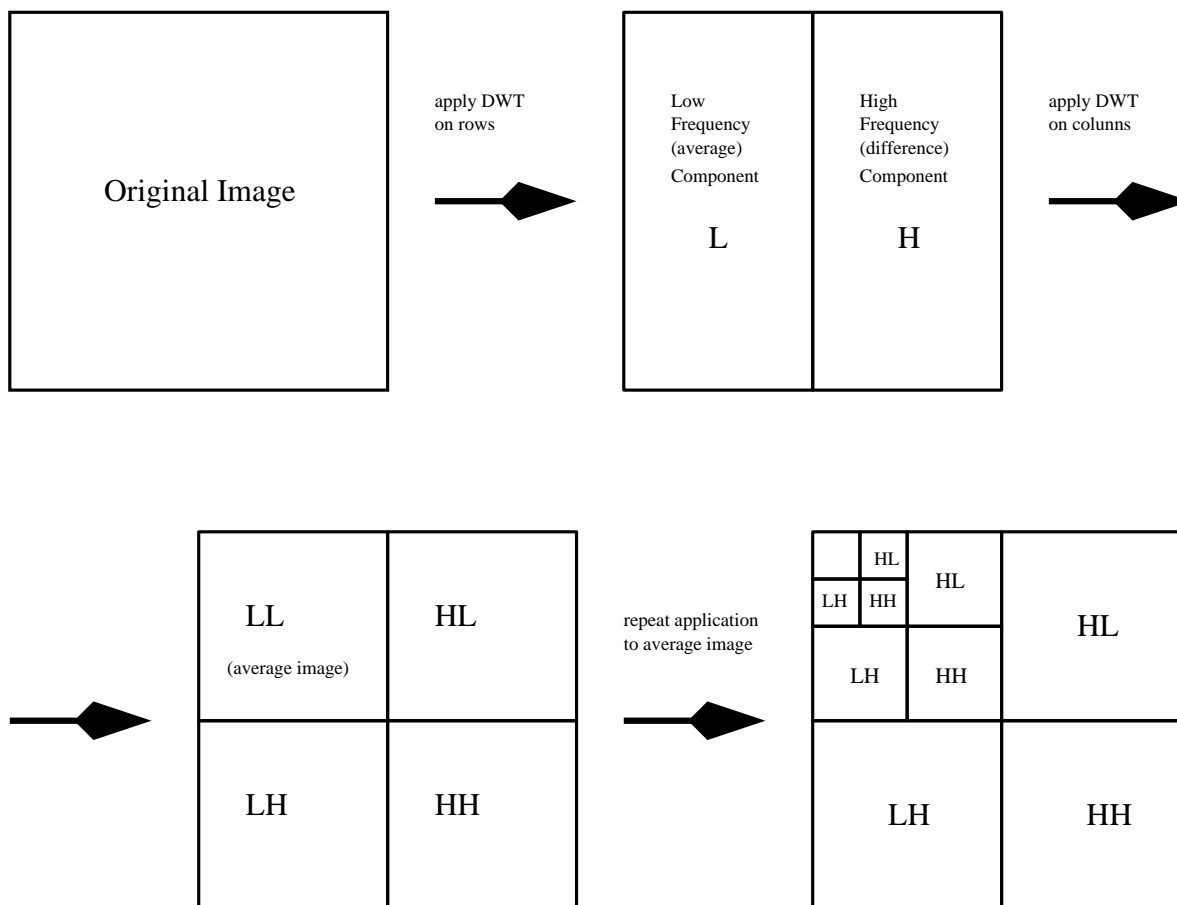 Original Image
apply DWT
on rows
Low
Frequency
(average)
Component
L
High
Frequency
(difference)
Component
H
apply DWT
on colunns
LL
(average image)
HL
LH
HH
repeat application
to average image
HL
LH
HH
HL
LH
HH
HL
LH
HH